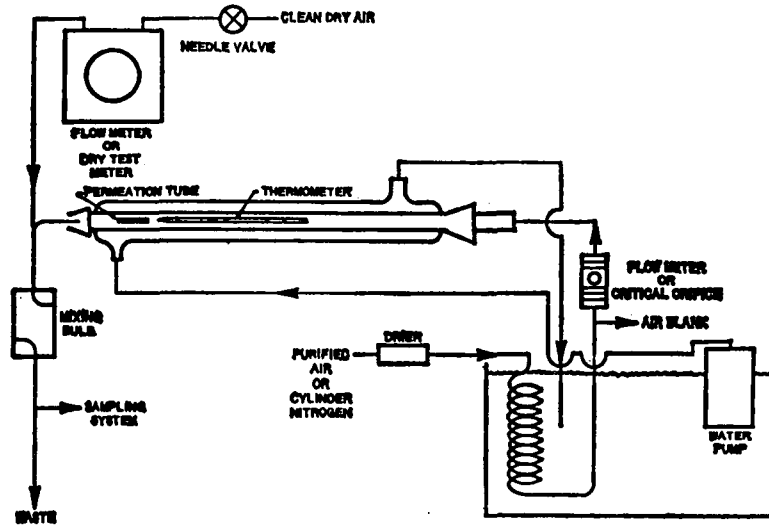 CLEAN DRY AIR
NEEDLE VALVE
FLOW METER
OR
DRY TEST
METER
PERMEATION TUBE
THERMOMETER
FLOW METER
OR
CRITICAL ORIFICE
MIXING
BULB
AIR BLANK
DRIER
PURIFIED
AIR
OR
CYLINDER
NITROGEN
SAMPLING
SYSTEM
WATER
PUMP
WASTE